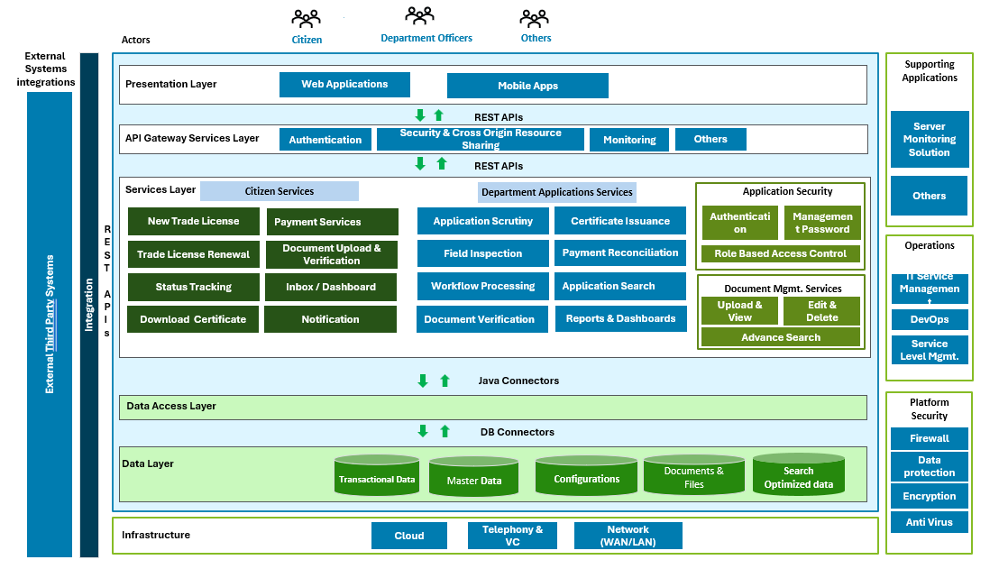 Actors
Citizen
Department Officers
Others
External
Systems
integrations
External Third Party Systems
Integration
REST APIs
Presentation Layer
Web Applications
Mobile Apps
REST APIs
API Gateway Services Layer
Authentication
Security & Cross Origin Resource
Sharing
Monitoring
Others
REST APIs
Services Layer
Citizen Services
New Trade License
Payment Services
Trade License Renewal
Document Upload &
Verification
Status Tracking
Inbox / Dashboard
Download Certificate
Notification
Department Applications Services
Application Scrutiny
Certificate Issuance
Field Inspection
Payment Reconciliation
Workflow Processing
Application Search
Document Verification
Reports & Dashboards
Application Security
Authenticati
on
Managemen
t Password
Role Based Access Control
Document Mgmt. Services
Upload &
View
Edit &
Delete
Advance Search
Java Connectors
Data Access Layer
DB Connectors
Data Layer
Transactional Data
Master Data
Configurations
Documents &
Files
Search
Optimized data
Infrastructure
Cloud
Telephony &
VC
Network
(WAN/LAN)
Supporting
Applications
Server
Monitoring
Solution
Others
Operations
IT Service
Managemen
t
DevOps
Service
Level Mgmt.
Platform
Security
Firewall
Data
protection
Encryption
Anti Virus